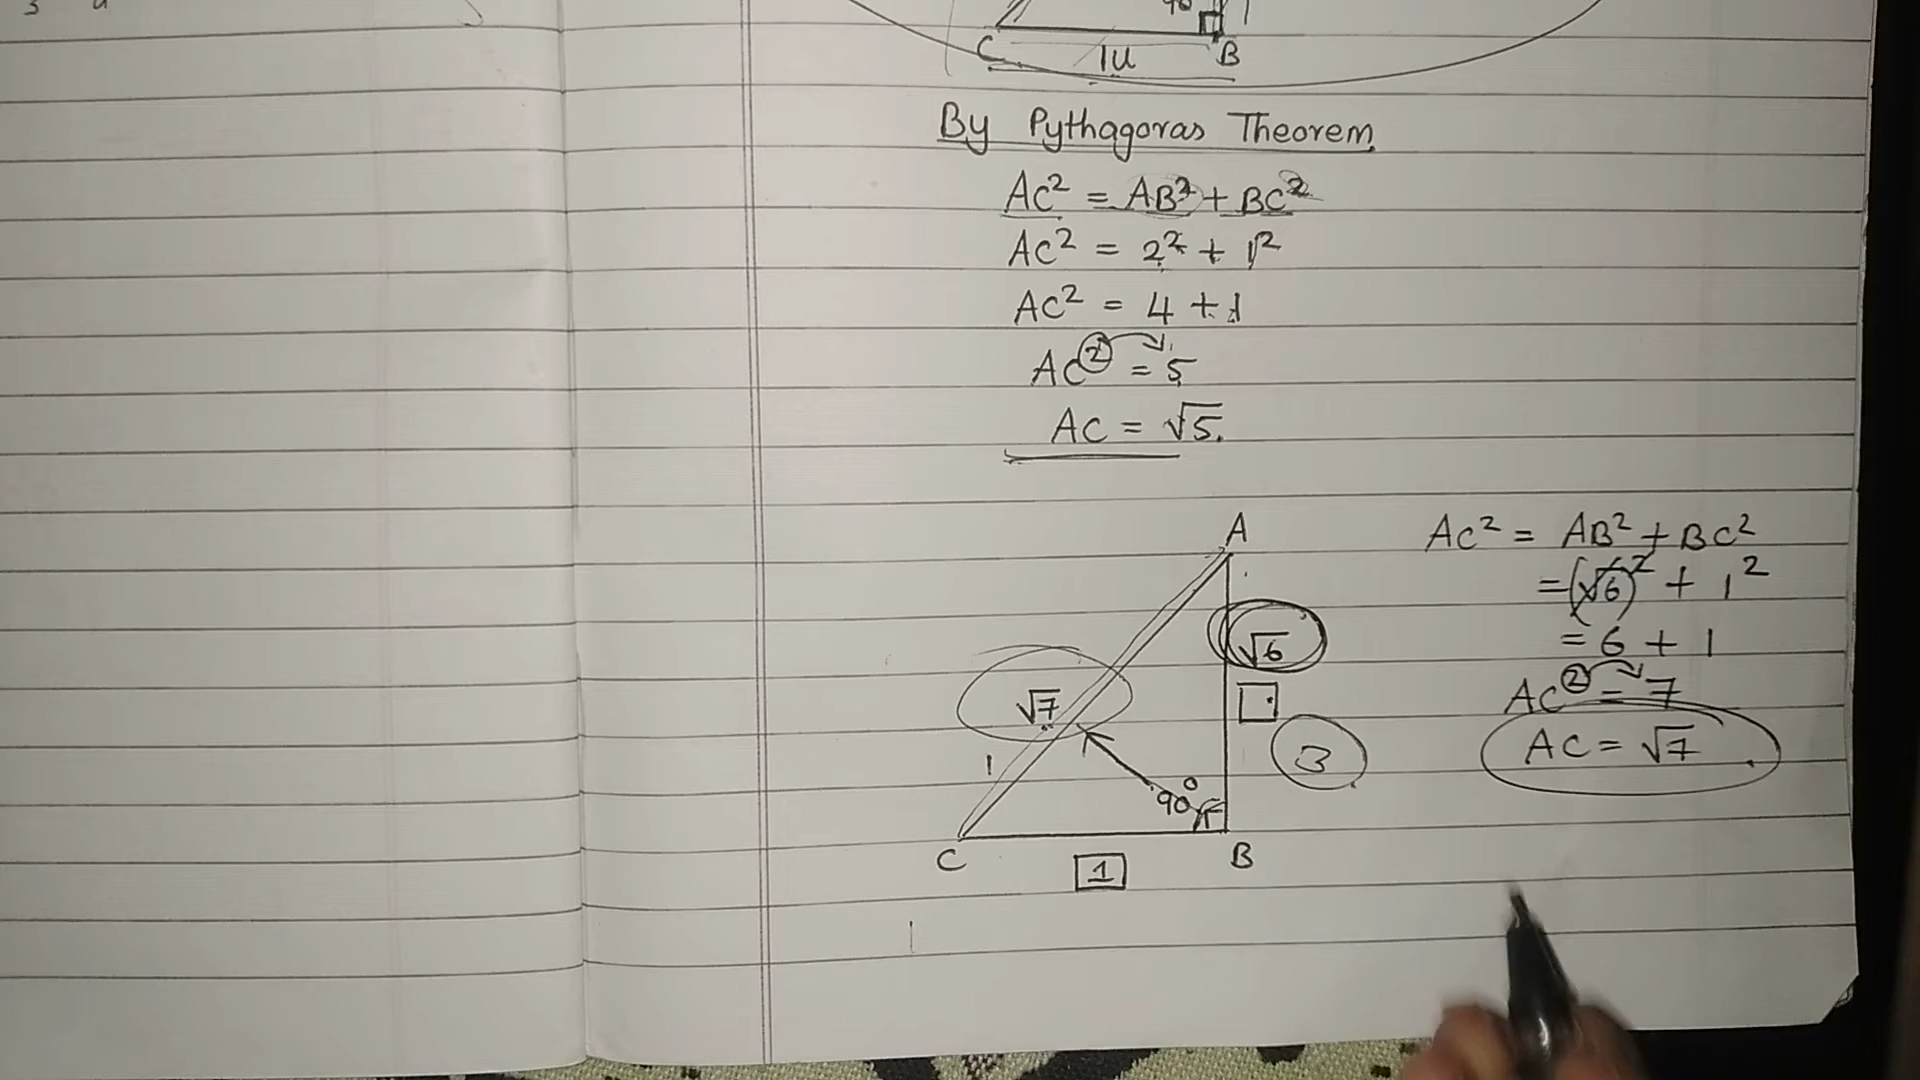 C 1u B
By Pythagoras Theorem
AC² = AB² + BC²
AC² = 2² + 1²
AC² = 4 + 1
AC² = 5
AC = √5.
A
√6
√7
3
1
90°
C B
1
AC² = AB² + BC²
= (√6)² + 1²
= 6 + 1
AC² = 7
AC = √7